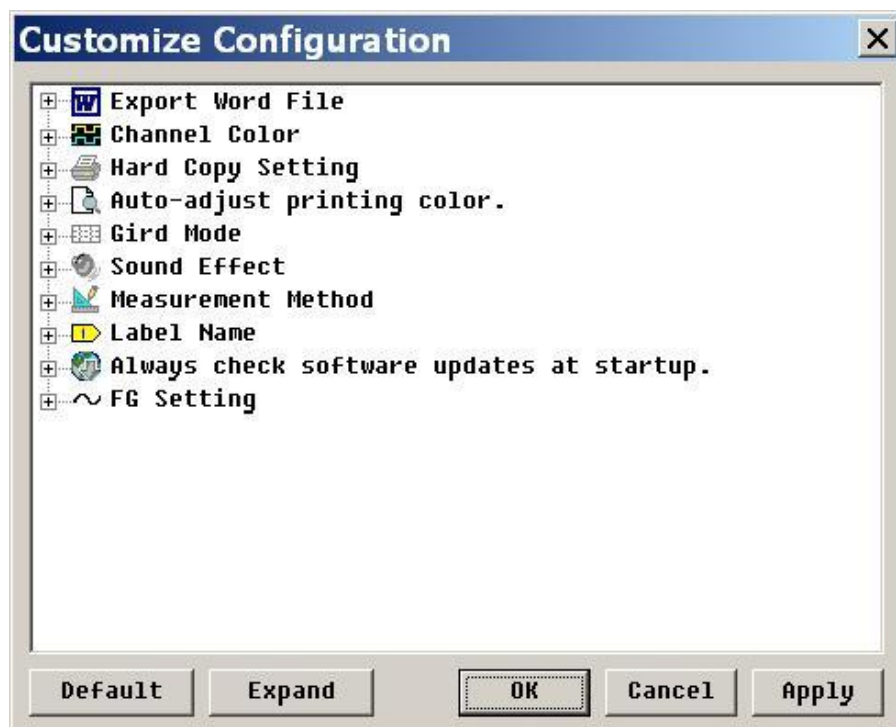 Customize Configuration
Export Word File
Channel Color
Hard Copy Setting
Auto-adjust printing color.
Gird Mode
Sound Effect
Measurement Method
Label Name
Always check software updates at startup.
FG Setting
Default Expand OK Cancel Apply